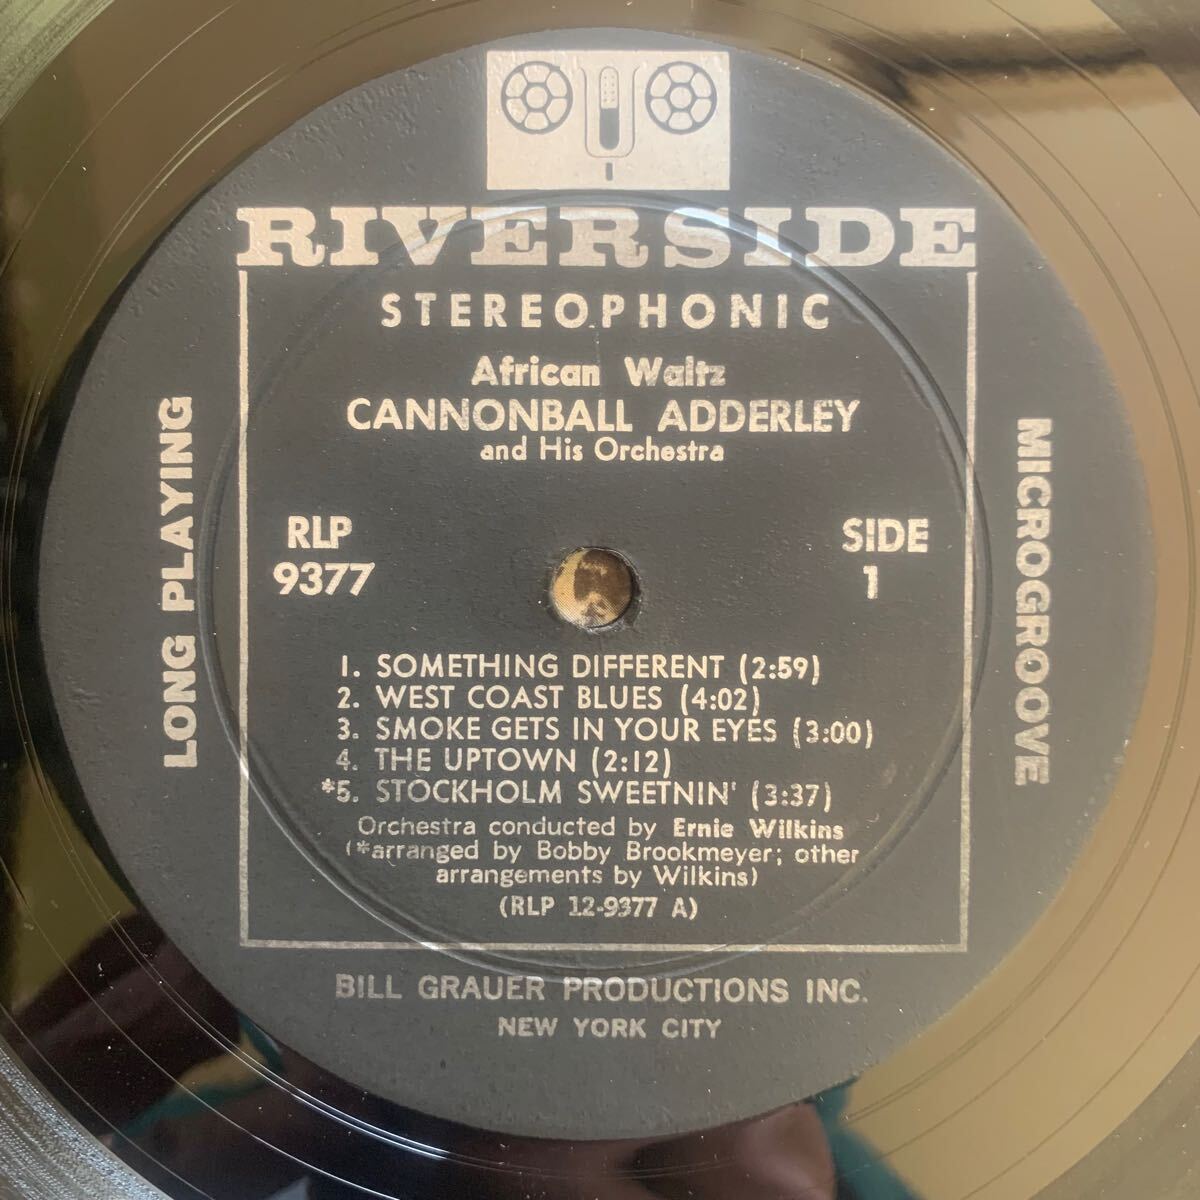 RIVERSIDE
STEREOPHONIC
African Waltz
CANNONBALL ADDERLEY
and His Orchestra
LONG PLAYING
RLP
9377
SIDE
1
MICROGROOVE
1. SOMETHING DIFFERENT (2:59)
2. WEST COAST BLUES (4:02)
3. SMOKE GETS IN YOUR EYES (3:00)
4. THE UPTOWN (2:12)
*5. STOCKHOLM SWEETNIN' (3:37)
Orchestra conducted by Ernie Wilkins
(*arranged by Bobby Brookmeyer; other
arrangements by Wilkins)
(RLP 12-9377 A)
BILL GRAUER PRODUCTIONS INC.
NEW YORK CITY